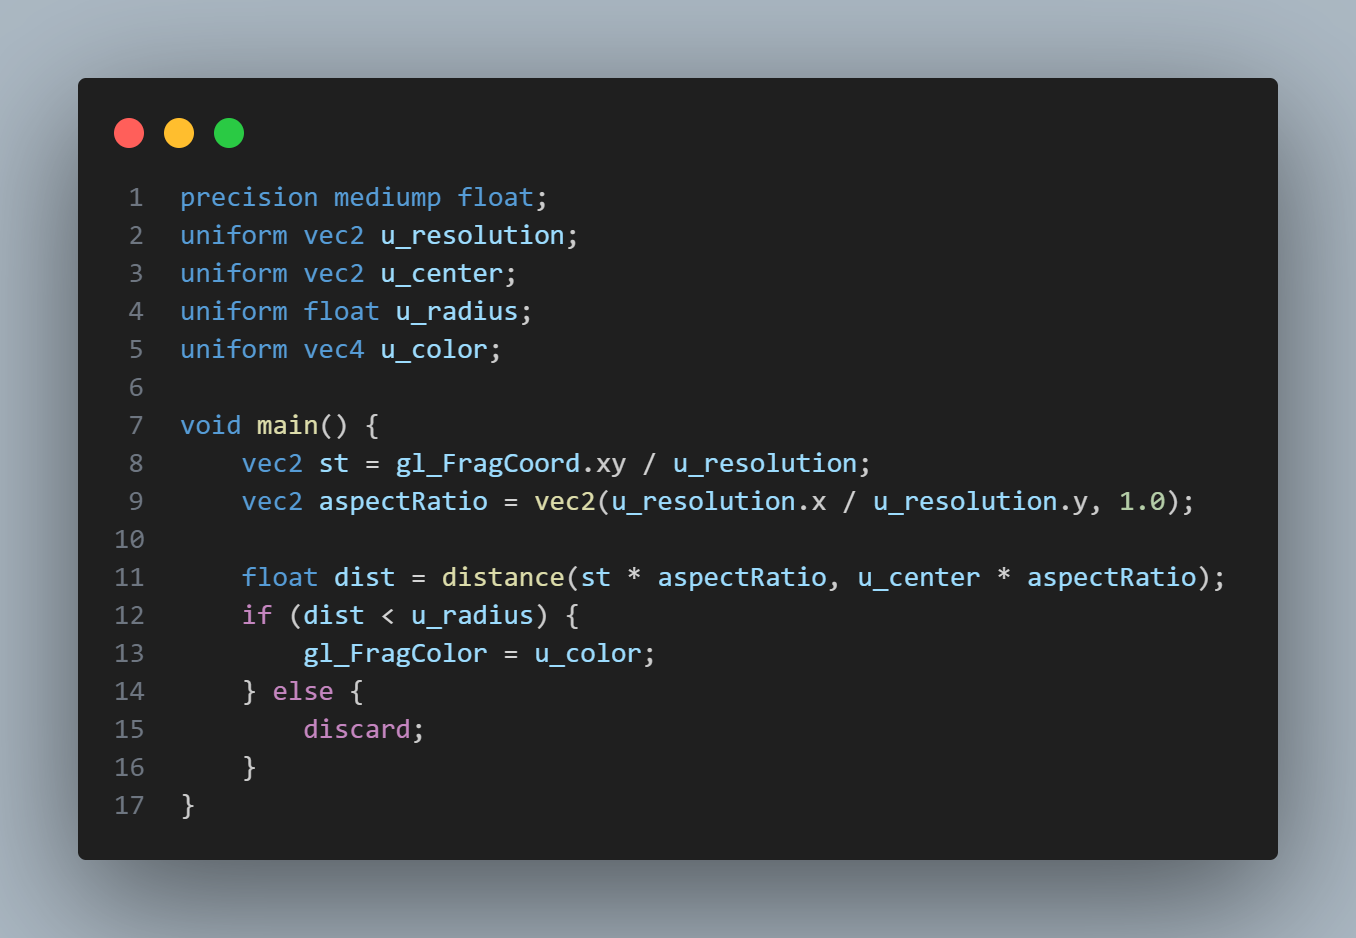 1 precision mediump float;
2 uniform vec2 u_resolution;
3 uniform vec2 u_center;
4 uniform float u_radius;
5 uniform vec4 u_color;
6
7 void main() {
8     vec2 st = gl_FragCoord.xy / u_resolution;
9     vec2 aspectRatio = vec2(u_resolution.x / u_resolution.y, 1.0);
10
11     float dist = distance(st * aspectRatio, u_center * aspectRatio);
12     if (dist < u_radius) {
13         gl_FragColor = u_color;
14     } else {
15         discard;
16     }
17 }